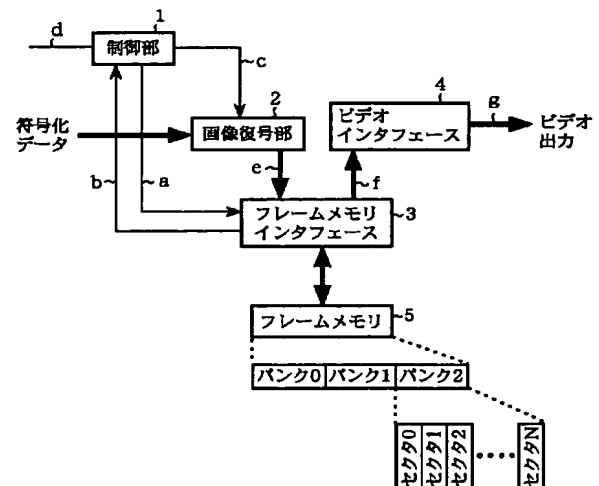 d
1
制御部
c
2
画像復号部
符号化
データ
4
ビデオ
インタフェース
g
ビデオ
出力
b
a
e
f
フレームメモリ
インタフェース
3
フレームメモリ
5
バンク0
バンク1
バンク2
セクタ0
セクタ1
セクタ2
セクタN